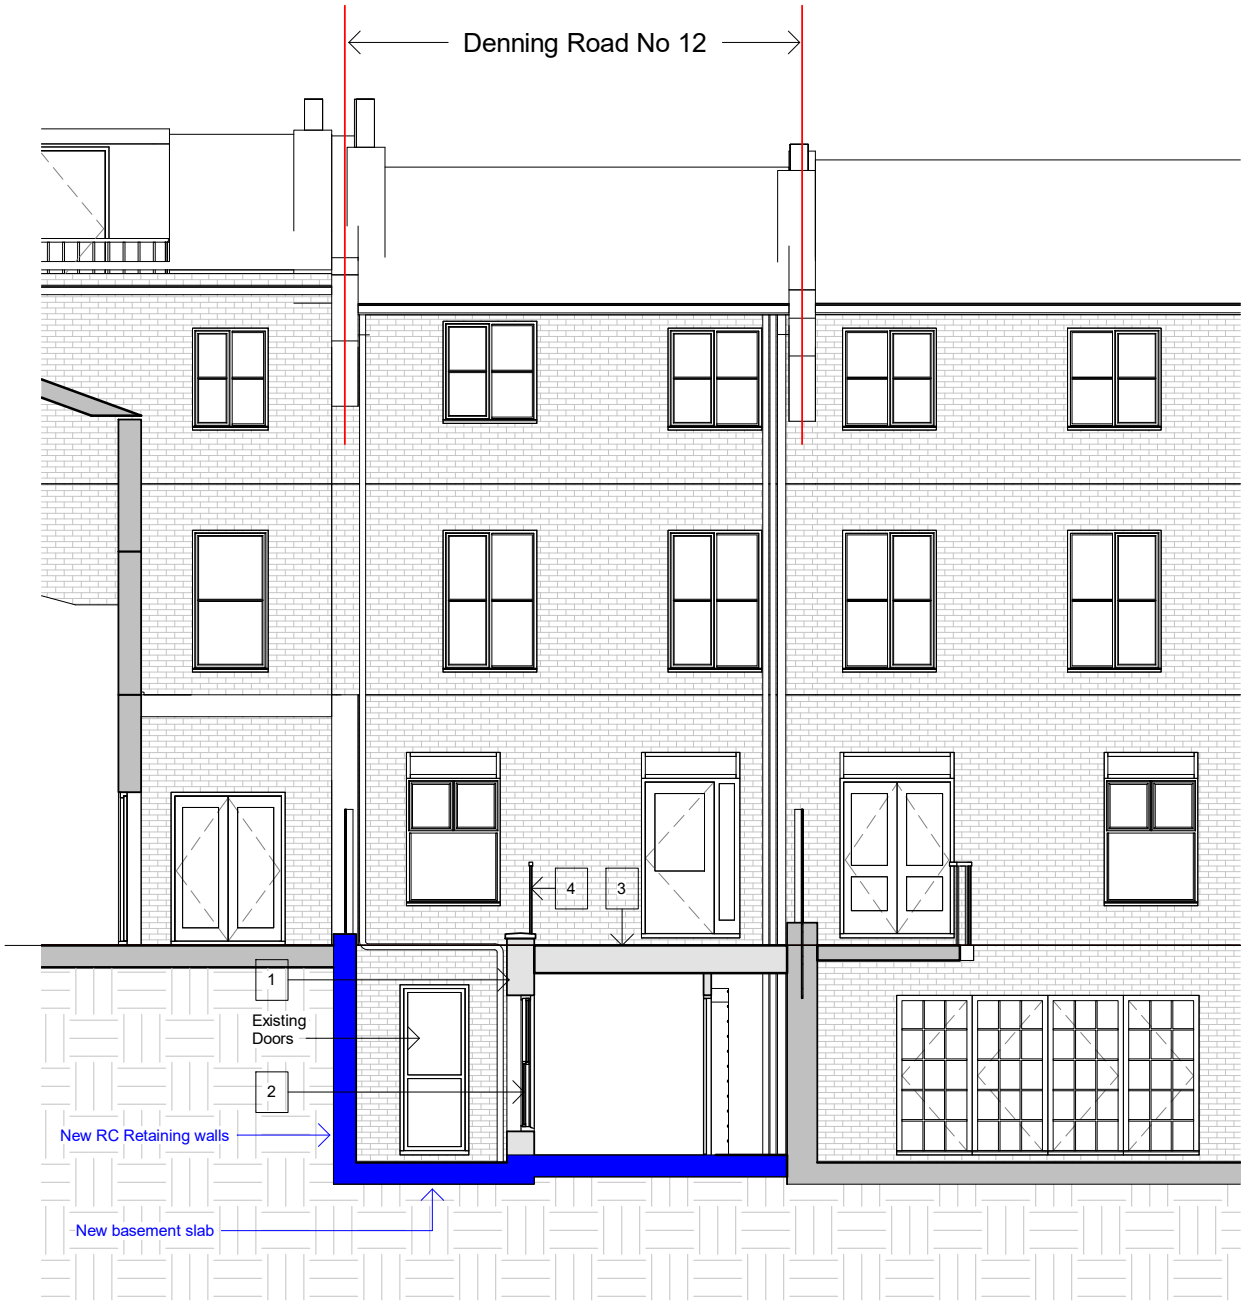 Denning Road No 12
4
3
1
Existing
Doors
2
New RC Retaining walls
New basement slab